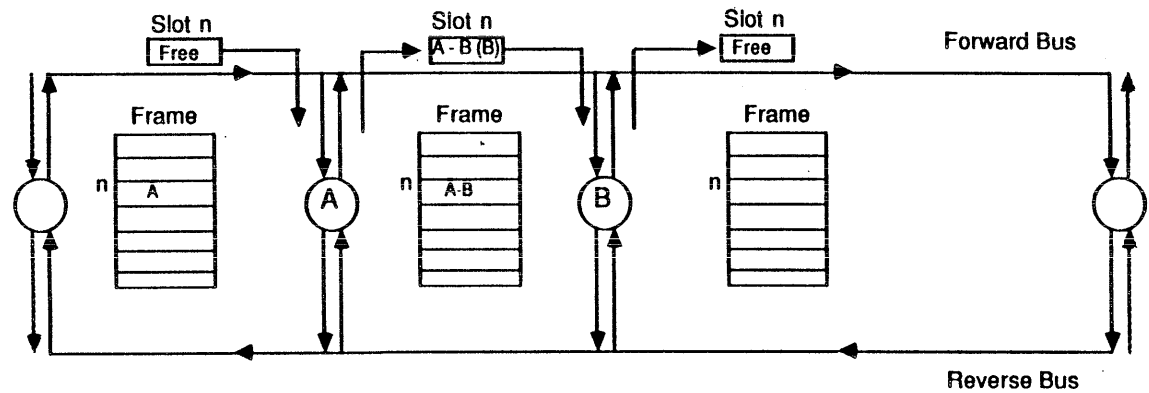 Slot n
Free
Slot n
A - B (B)
Slot n
Free
Forward Bus
Frame
n
A
Frame
n
A-B
Frame
n
A
B
Reverse Bus